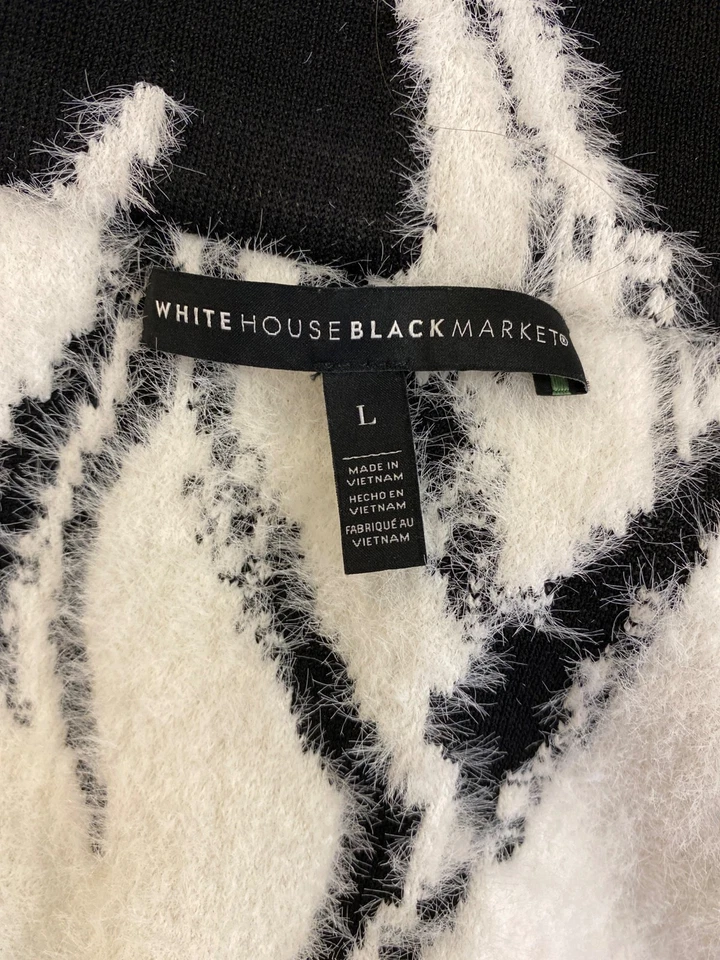 WHITE HOUSE BLACK MARKET®
L
MADE IN
VIETNAM
HECHO EN
VIETNAM
FABRIQUÉ AU
VIETNAM